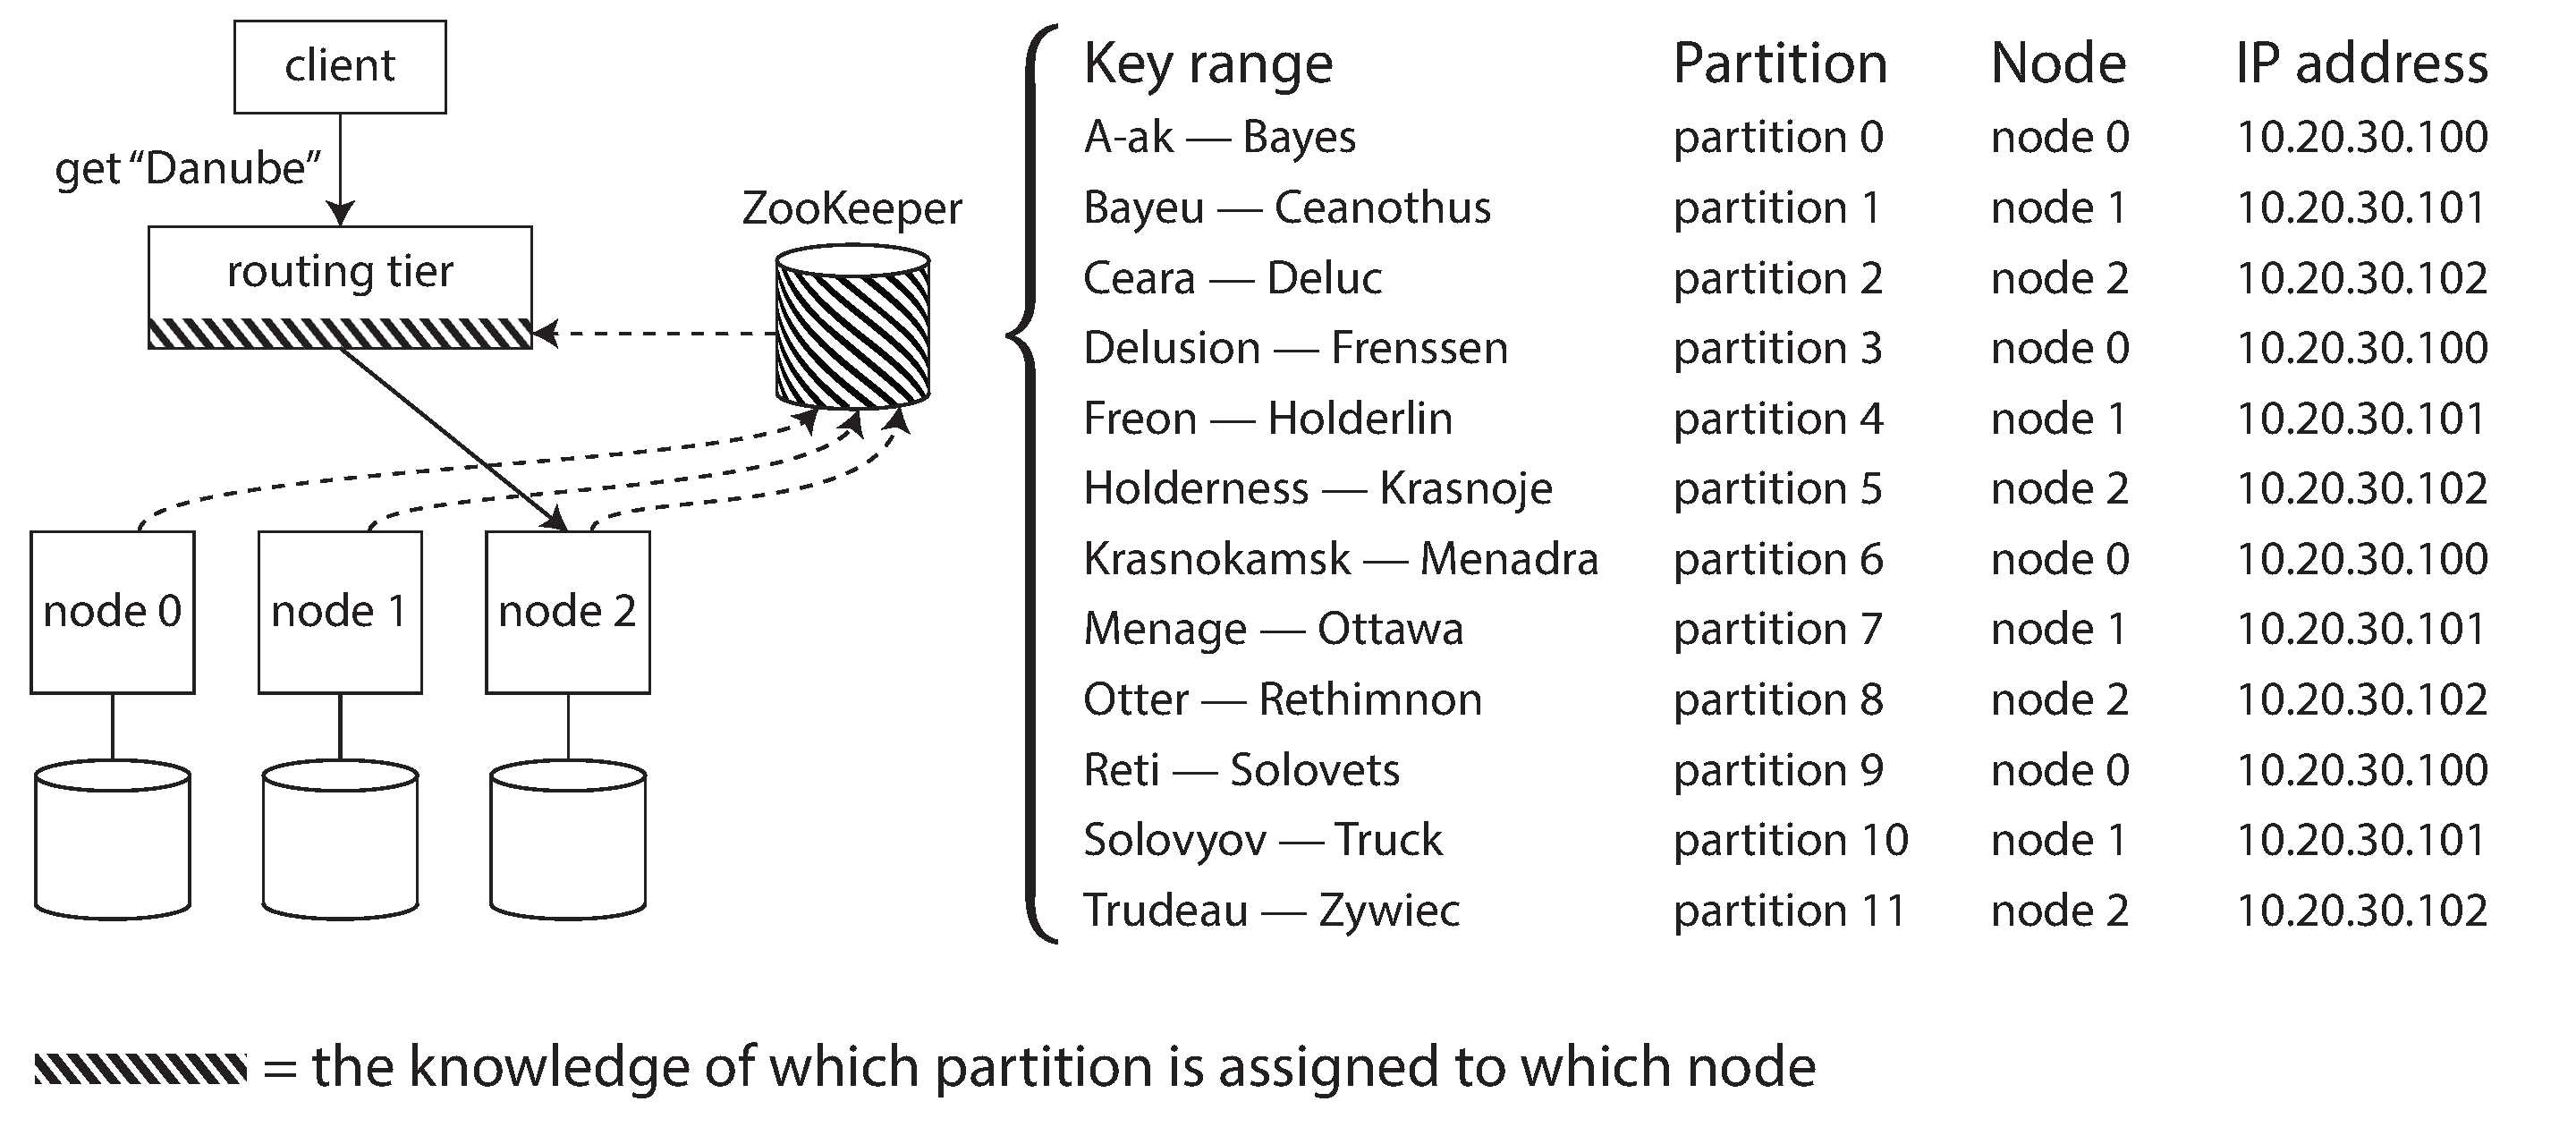 client
get “Danube”
routing tier
ZooKeeper
node 0 node 1 node 2
Key range Partition Node IP address
A-ak — Bayes partition 0 node 0 10.20.30.100
Bayeu — Ceanothus partition 1 node 1 10.20.30.101
Ceara — Deluc partition 2 node 2 10.20.30.102
Delusion — Frenssen partition 3 node 0 10.20.30.100
Freon — Holderlin partition 4 node 1 10.20.30.101
Holderness — Krasnoje partition 5 node 2 10.20.30.102
Krasnokamsk — Menadra partition 6 node 0 10.20.30.100
Menage — Ottawa partition 7 node 1 10.20.30.101
Otter — Rethimnon partition 8 node 2 10.20.30.102
Reti — Solovets partition 9 node 0 10.20.30.100
Solovyov — Truck partition 10 node 1 10.20.30.101
Trudeau — Zywiec partition 11 node 2 10.20.30.102
= the knowledge of which partition is assigned to which node